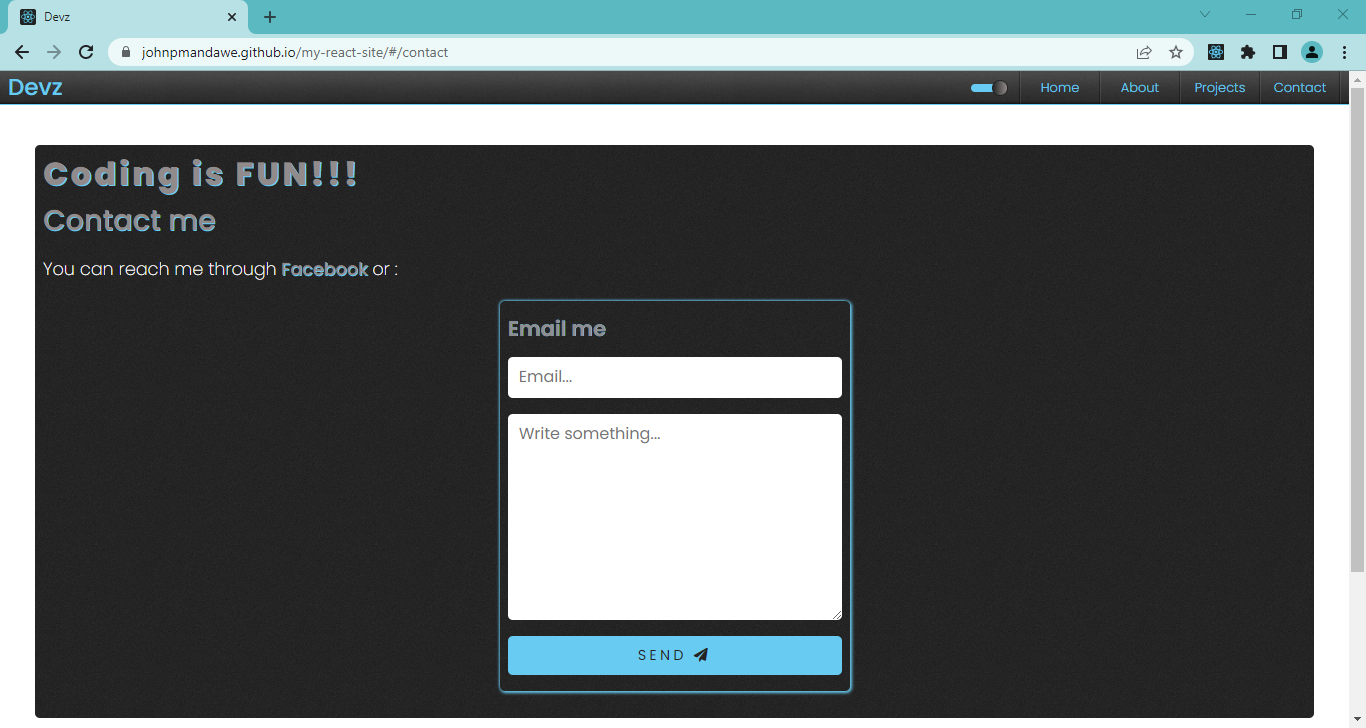 Devz
johnpmandawe.github.io/my-react-site/#/contact
Devz Home About Projects Contact
Coding is FUN!!!
Contact me
You can reach me through Facebook or :
Email me
Email...
Write something...
SEND